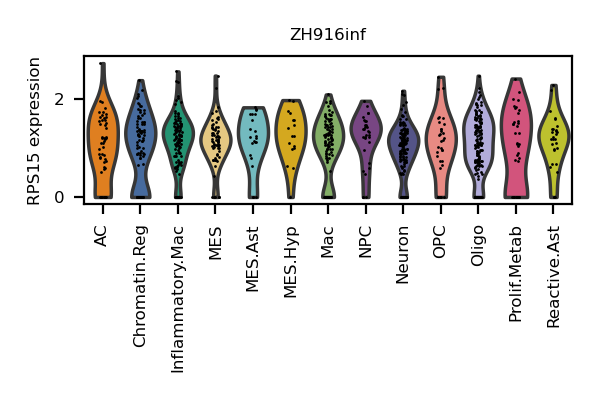 ZH916inf
RPS15 expression
2
0
AC
Chromatin.Reg
Inflammatory.Mac
MES
MES.Ast
MES.Hyp
Mac
NPC
Neuron
OPC
Oligo
Prolif.Metab
Reactive.Ast